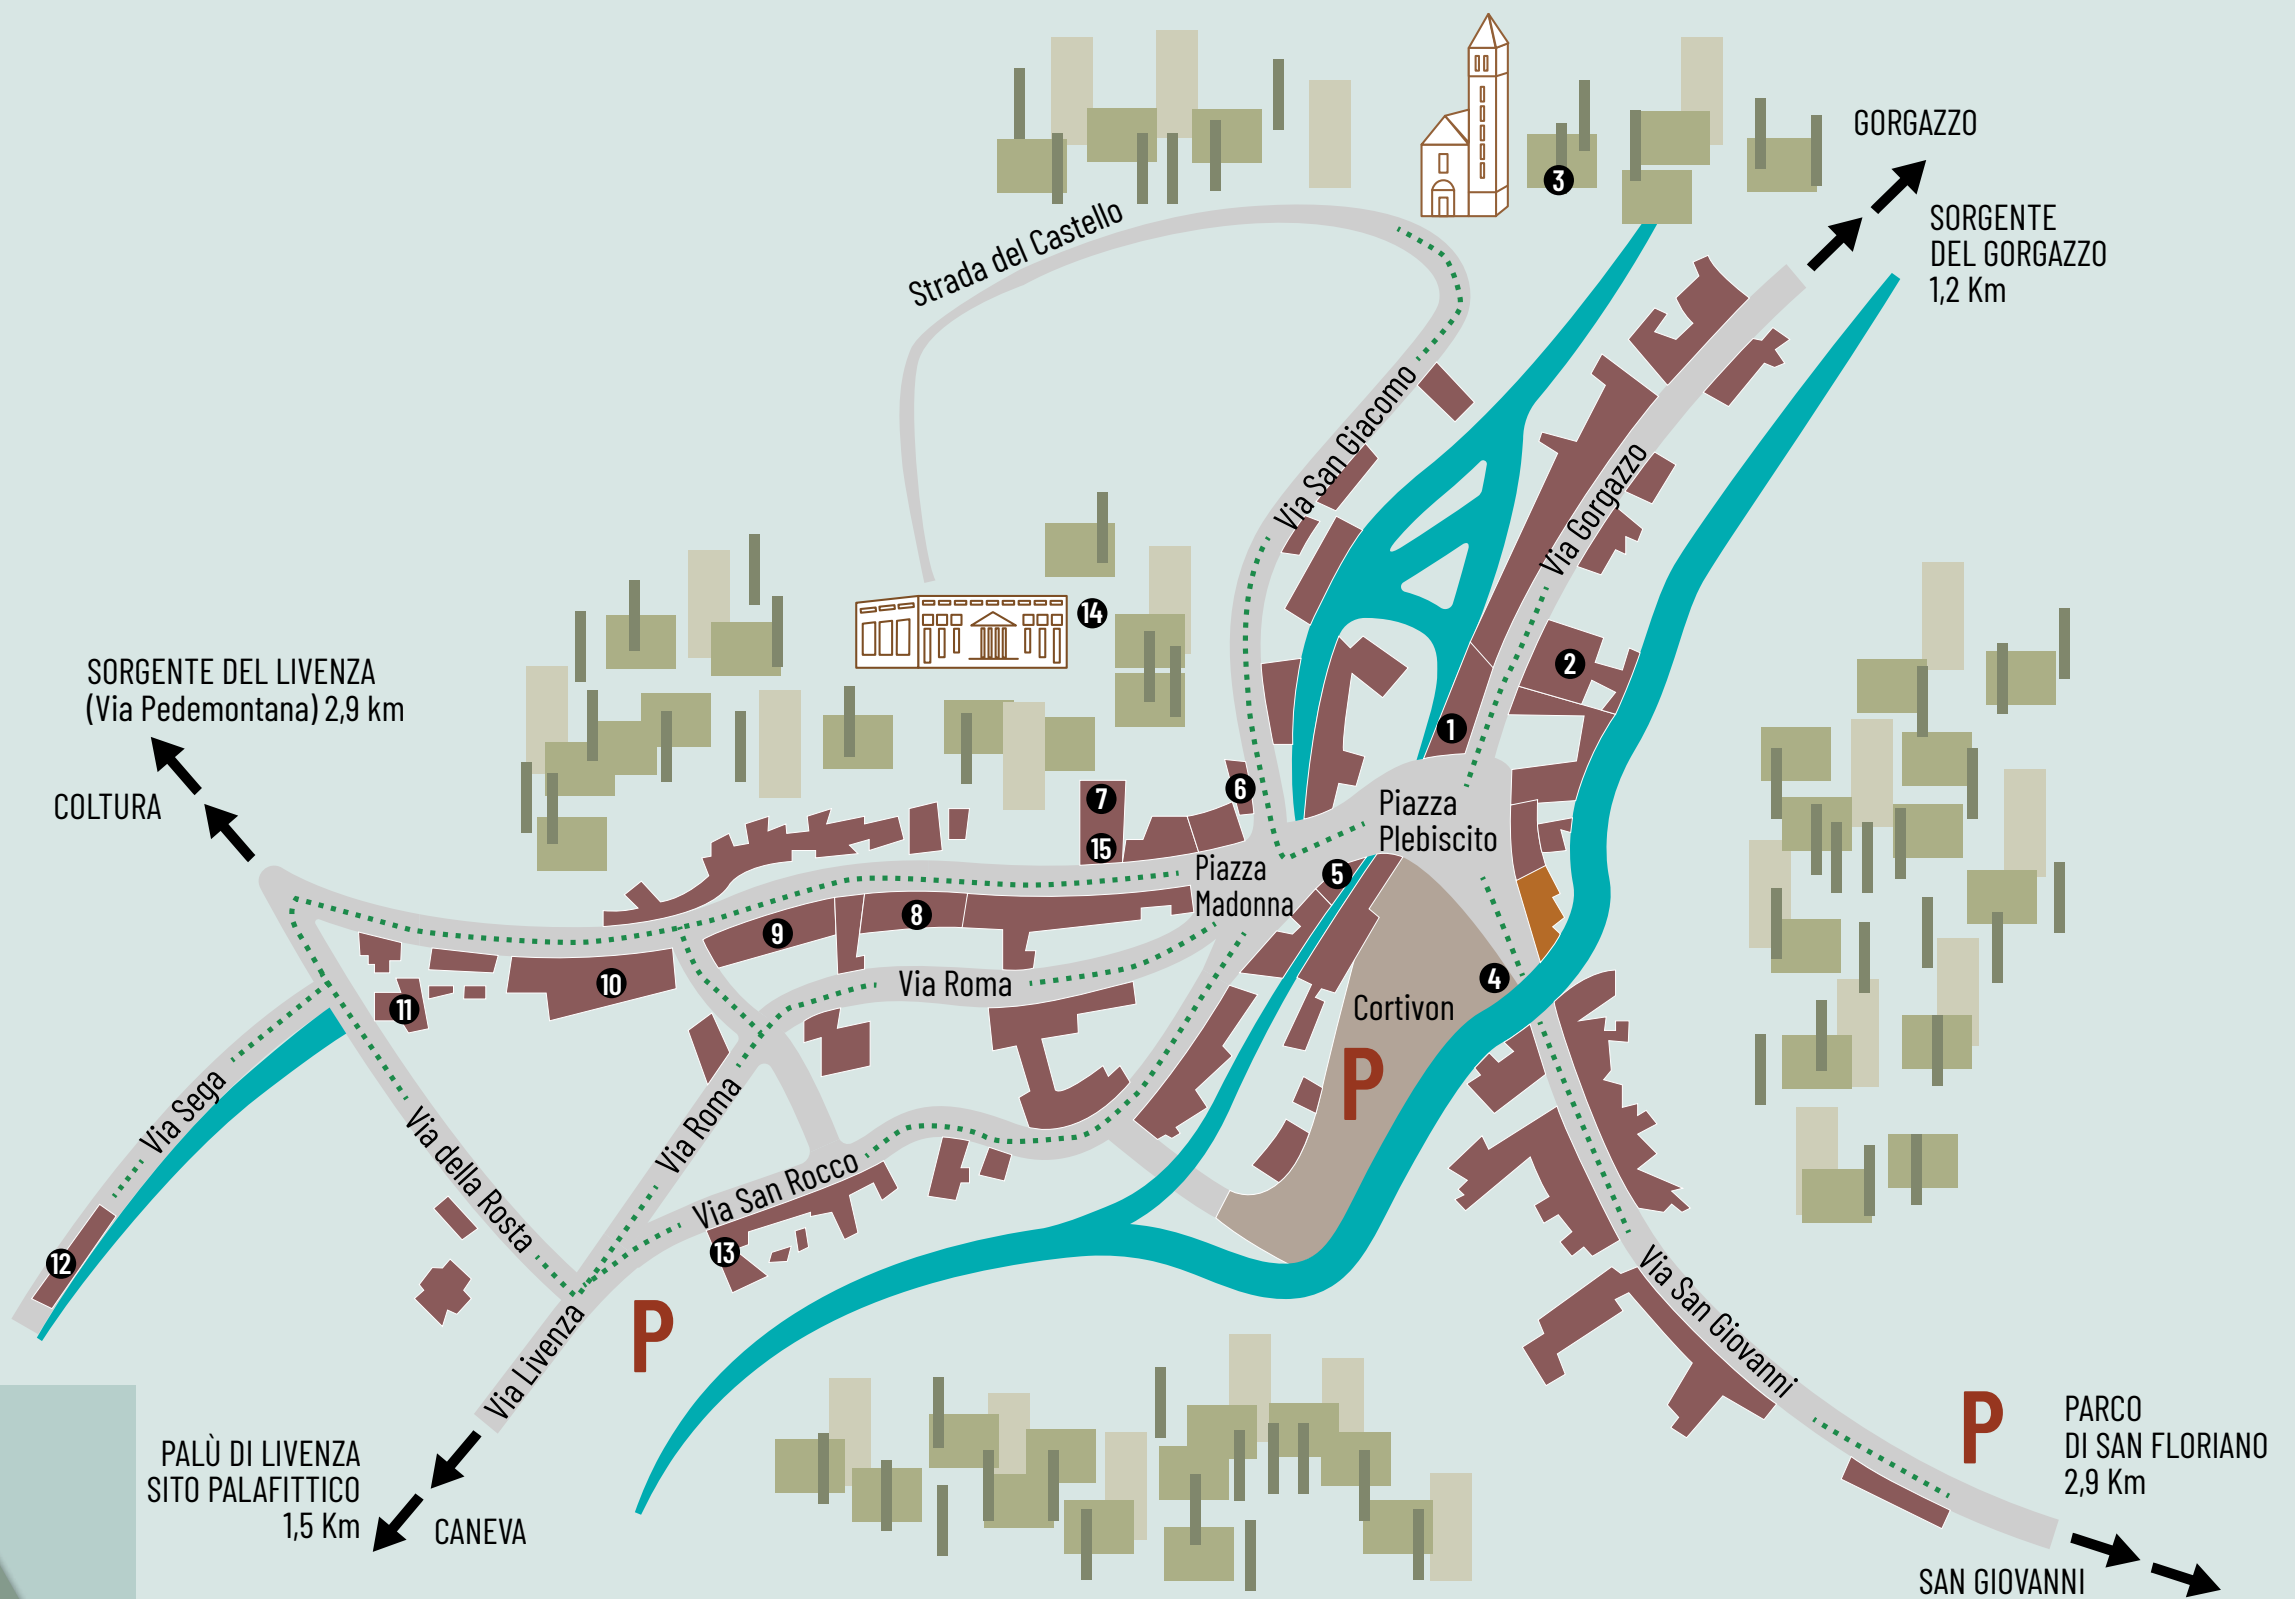 GORGAZZO
SORGENTE
DEL GORGAZZO
1,2 Km
3
Strada del Castello
Via San Giacomo
Via Gorgazzo
14
2
1
SORGENTE DEL LIVENZA
(Via Pedemontana) 2,9 km
COLTURA
6
7
15
Piazza
Plebiscito
Piazza
Madonna
5
8
9
10
11
4
Via Roma
Cortivon
P
Via Sega
Via della Rosta
Via Roma
Via San Rocco
12
13
P
Via Livenza
Via San Giovanni
PALÙ DI LIVENZA
SITO PALAFITTICO
1,5 Km
CANEVA
P
PARCO
DI SAN FLORIANO
2,9 Km
SAN GIOVANNI